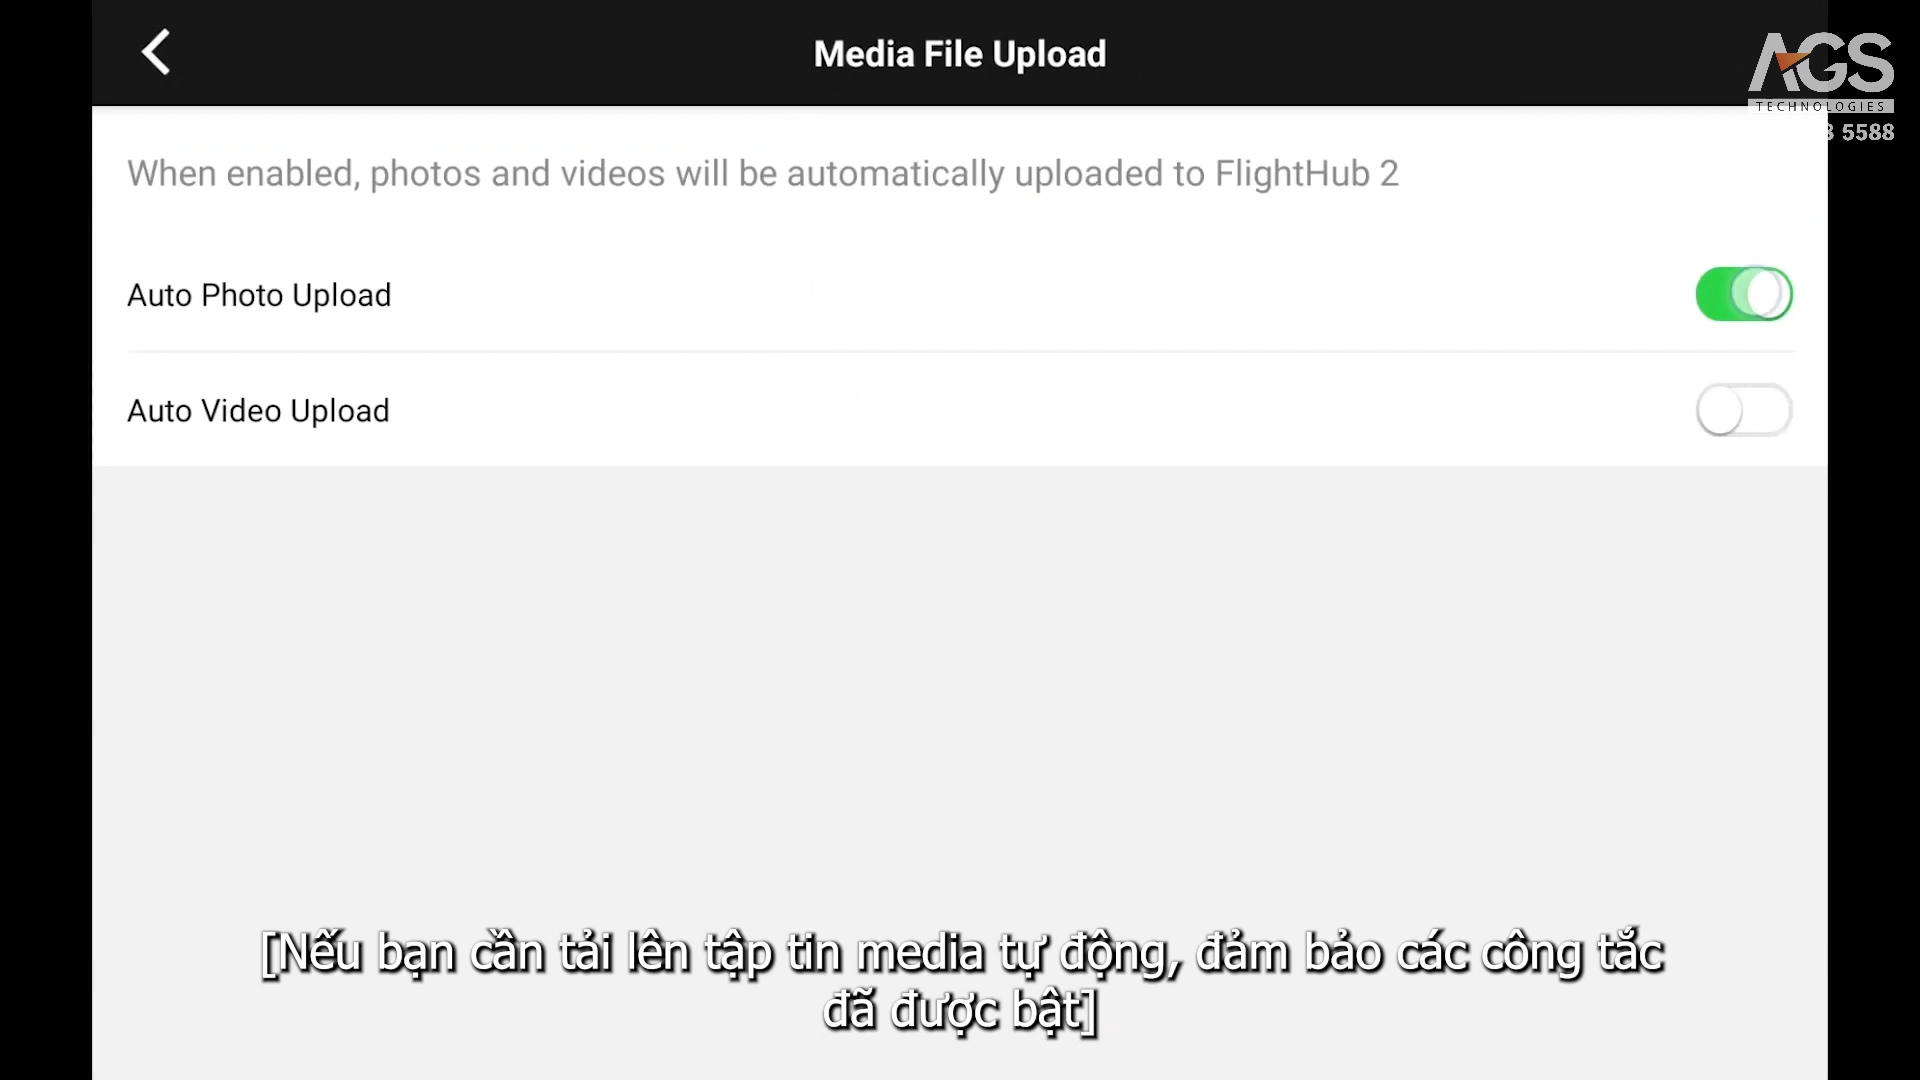 Media File Upload
AGS
TECHNOLOGIES
5588
When enabled, photos and videos will be automatically uploaded to FlightHub 2
Auto Photo Upload
Auto Video Upload
[Nếu bạn cần tải lên tập tin media tự động, đảm bảo các công tắc
đã được bật]